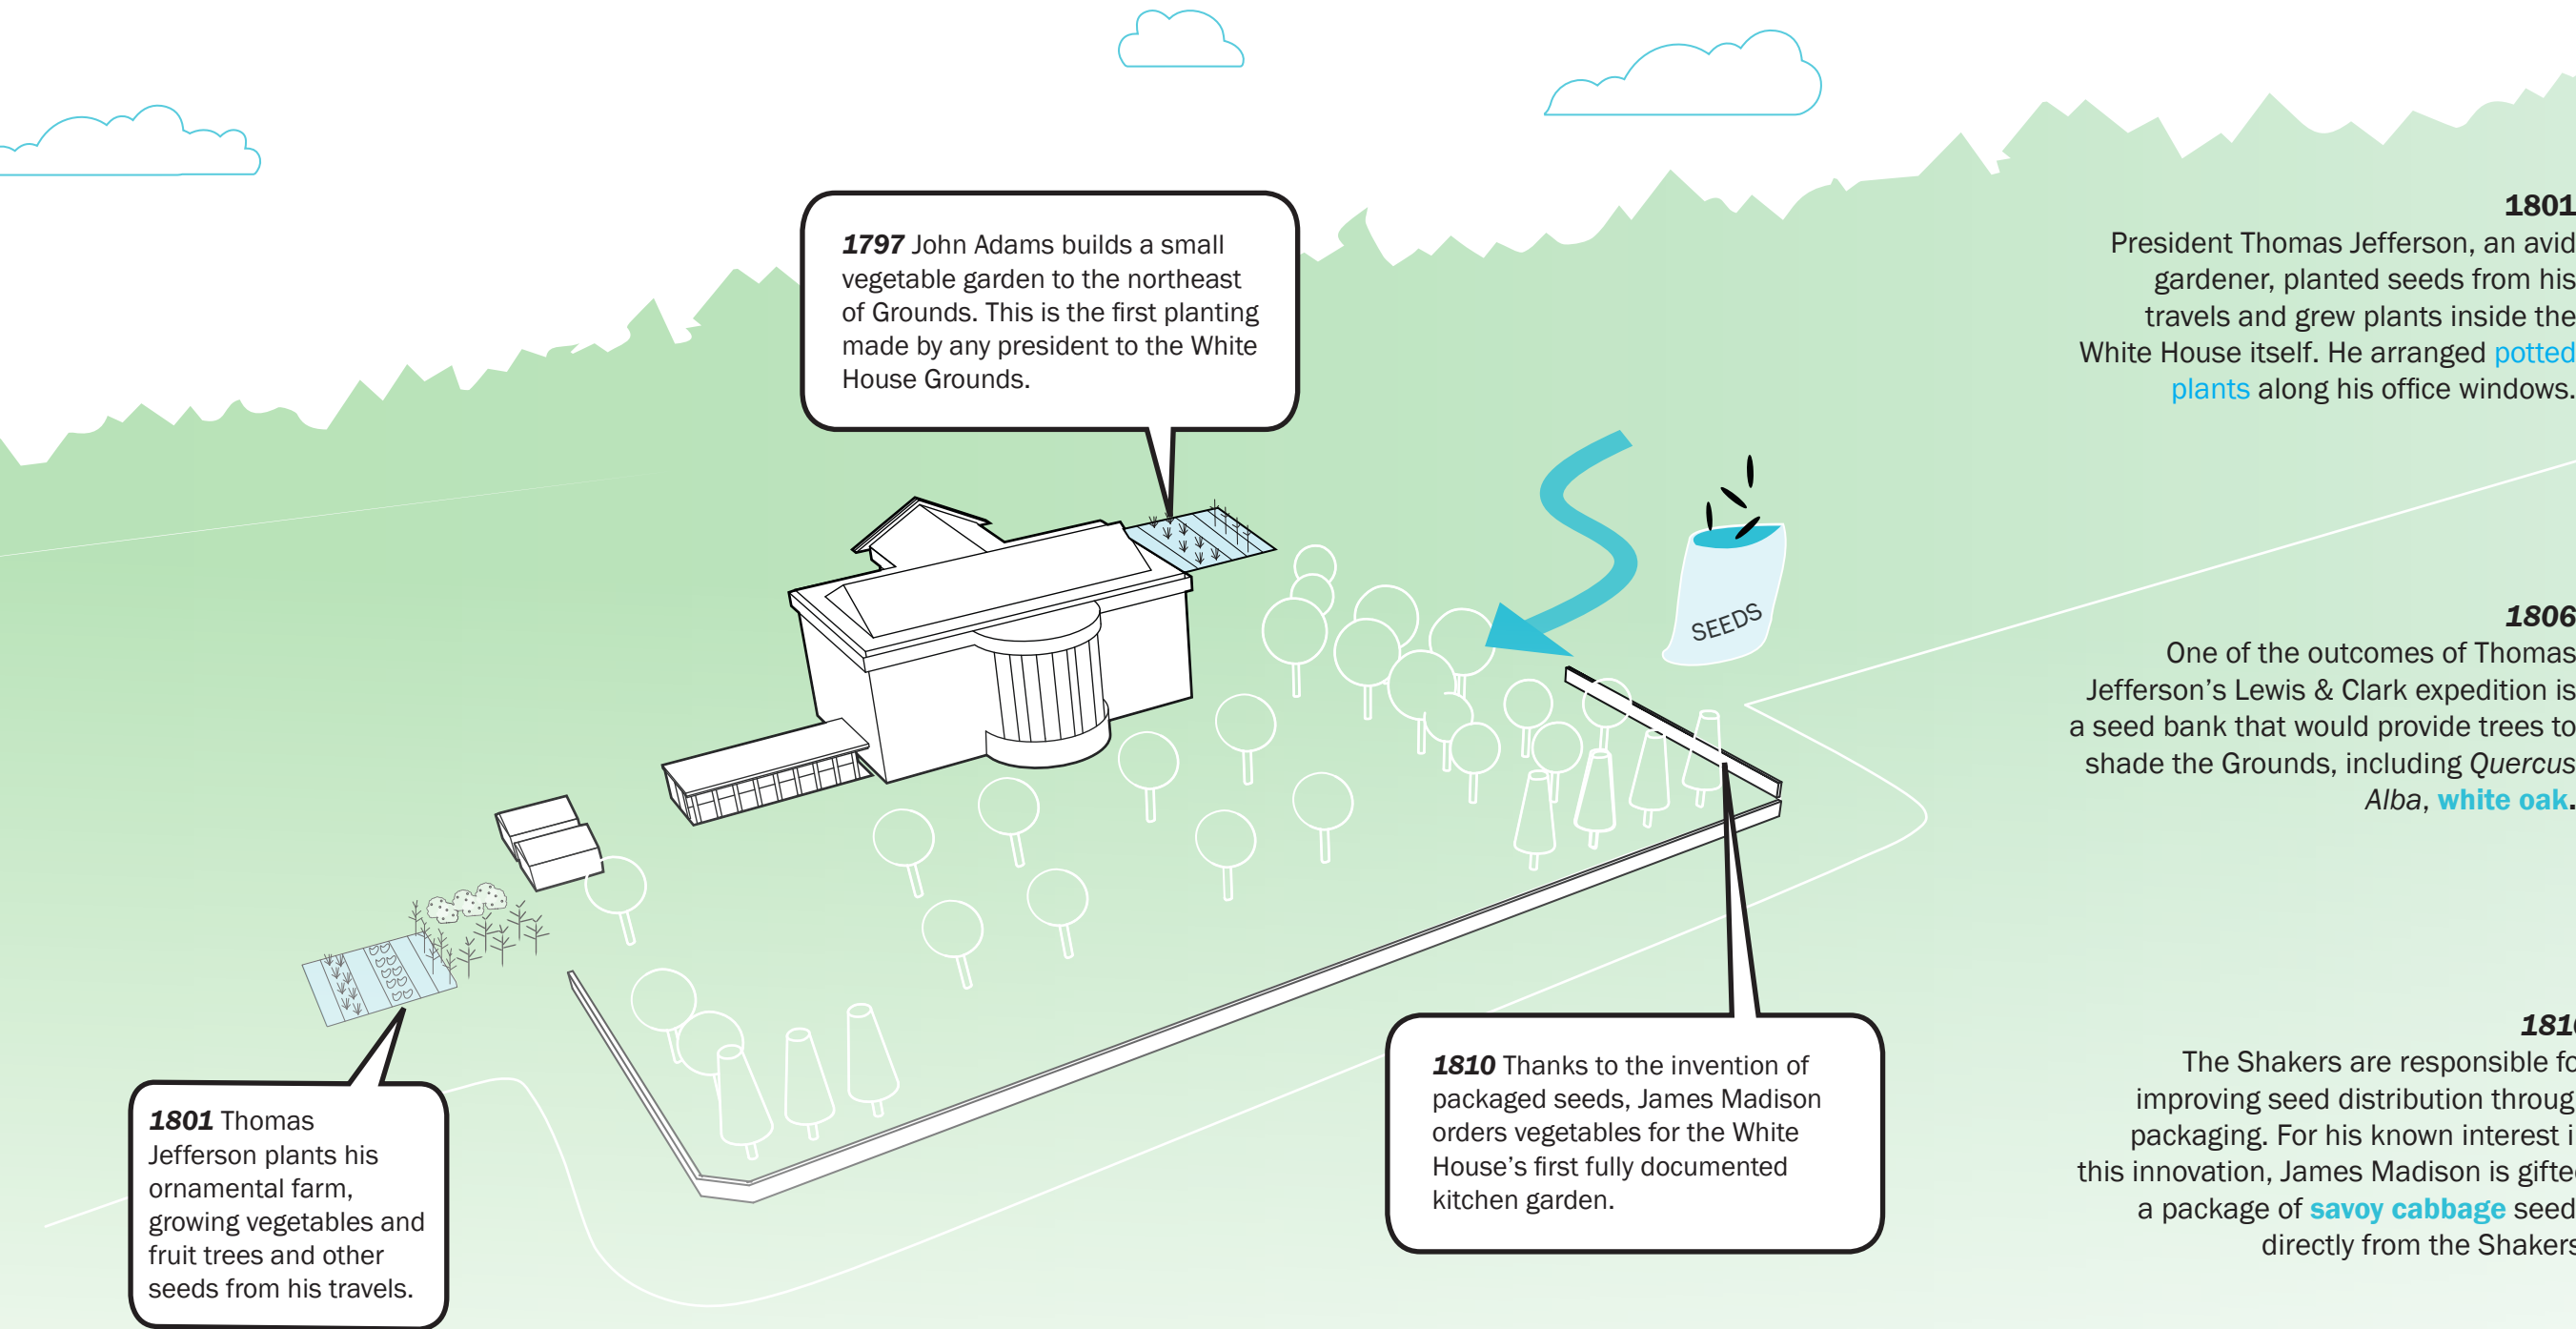 1797 John Adams builds a small
vegetable garden to the northeast
of Grounds. This is the first planting
made by any president to the White
House Grounds.
SEEDS
1801 Thomas
Jefferson plants his
ornamental farm,
growing vegetables and
fruit trees and other
seeds from his travels.
1810 Thanks to the invention of
packaged seeds, James Madison
orders vegetables for the White
House’s first fully documented
kitchen garden.
1801
President Thomas Jefferson, an avid
gardener, planted seeds from his
travels and grew plants inside the
White House itself. He arranged potted
plants along his office windows.
1806
One of the outcomes of Thomas
Jefferson’s Lewis & Clark expedition is
a seed bank that would provide trees to
shade the Grounds, including Quercus
Alba, white oak.
1810
The Shakers are responsible fo
improving seed distribution throug
packaging. For his known interest i
this innovation, James Madison is gifte
a package of savoy cabbage seed
directly from the Shakers